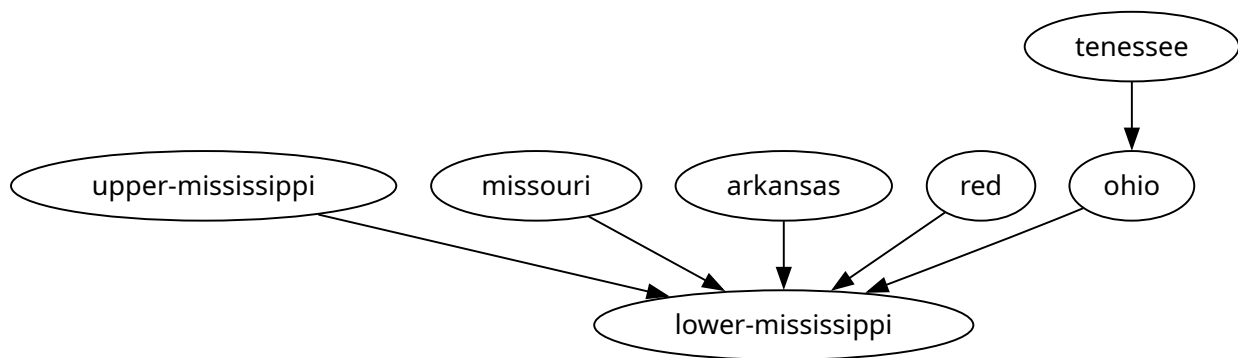 tenessee
upper-mississippi
missouri
arkansas
red
ohio
lower-mississippi